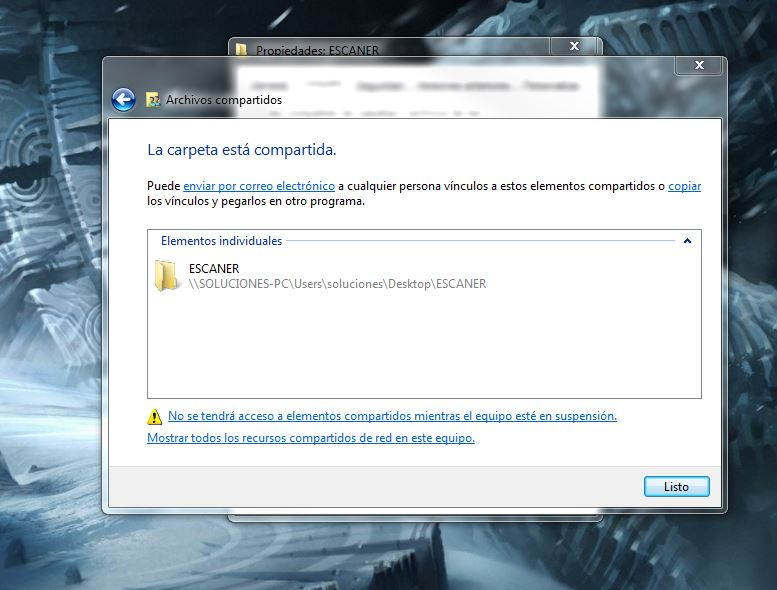 Propiedades: ESCANER
Archivos compartidos
La carpeta está compartida.
Puede enviar por correo electrónico a cualquier persona vínculos a estos elementos compartidos o copiar
los vínculos y pegarlos en otro programa.
Elementos individuales
ESCANER
\\SOLUCIONES-PC\Users\soluciones\Desktop\ESCANER
No se tendrá acceso a elementos compartidos mientras el equipo esté en suspensión.
Mostrar todos los recursos compartidos de red en este equipo.
Listo